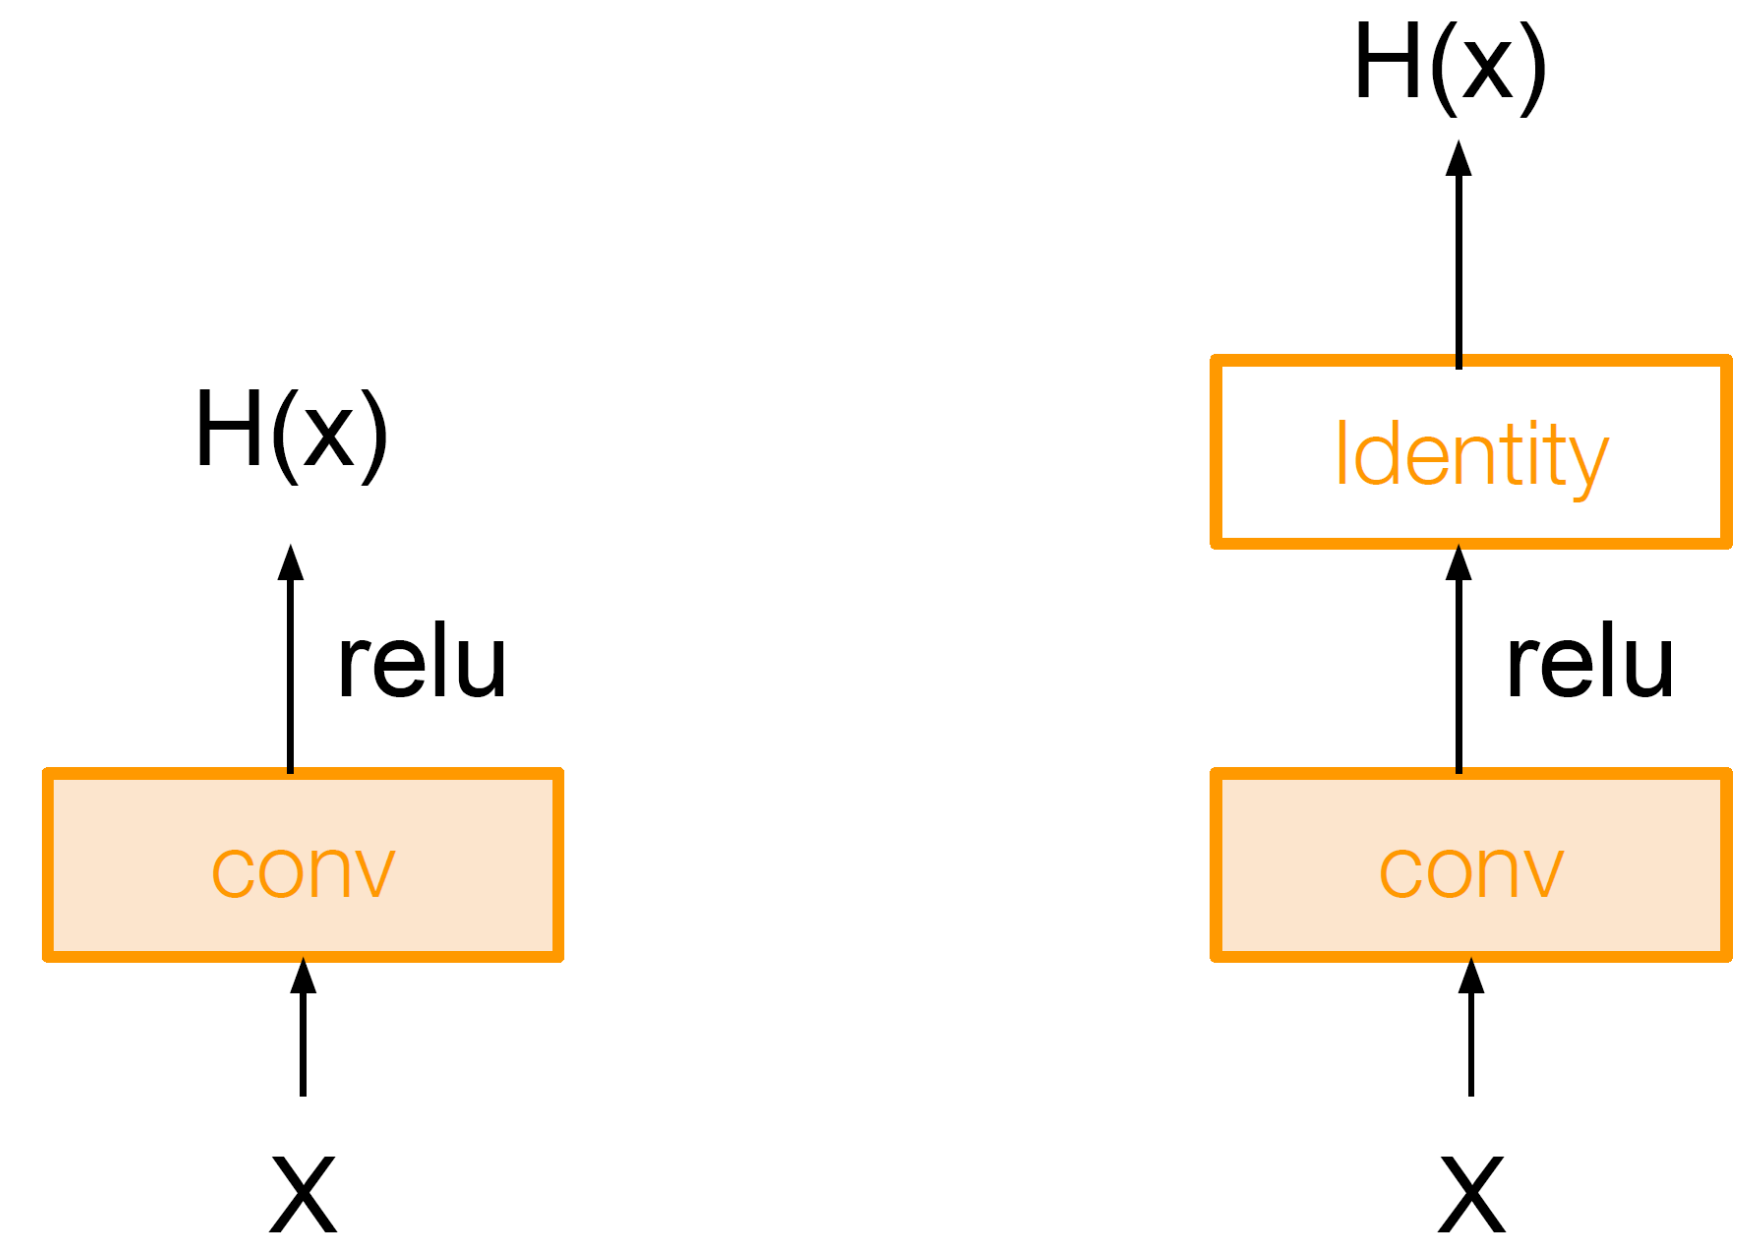 H(x)
relu
conv
X
H(x)
Identity
relu
conv
X